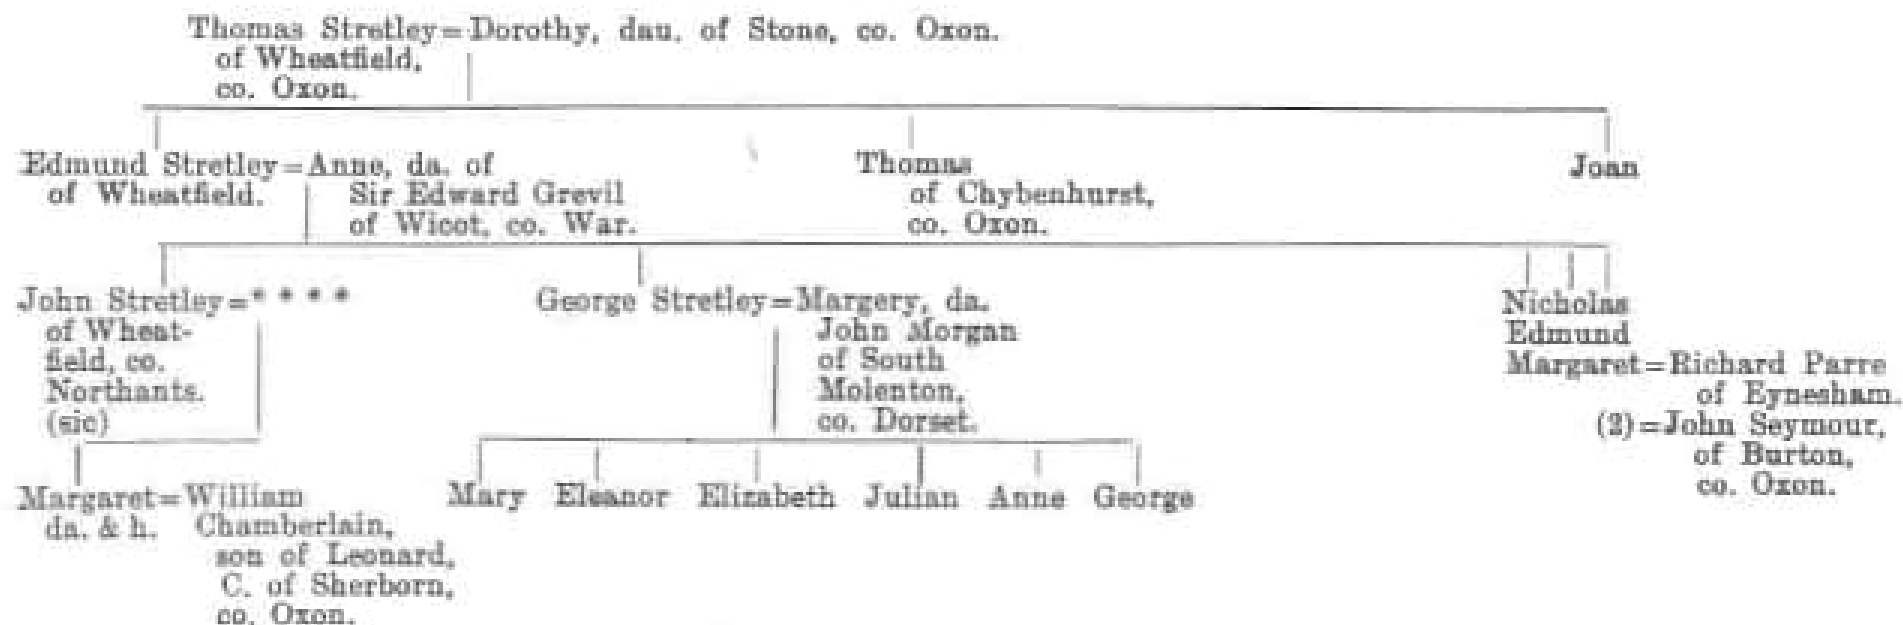 Thomas Stretley=Dorothy, dau. of Stone, co. Oxon.
of Wheatfield,
co. Oxon.
Edmund Stretley=Anne, da. of
of Wheatfield.
Sir Edward Grevil
of Wicot, co. War.
Thomas
of Chybenhurst,
co. Oxon.
Joan
John Stretley=* * * *
of Wheat-
field, co.
Northants.
(sic)
George Stretley=Margery, da.
John Morgan
of South
Molenton,
co. Dorset.
Nicholas
Edmund
Margaret=Richard Parre
of Eynesham.
(2)=John Seymour,
of Burton,
co. Oxon.
Margaret=William
da. & h.
Chamberlain,
son of Leonard,
C. of Sherborn,
co. Oxon.
Mary Eleanor Elizabeth Julian Anne George